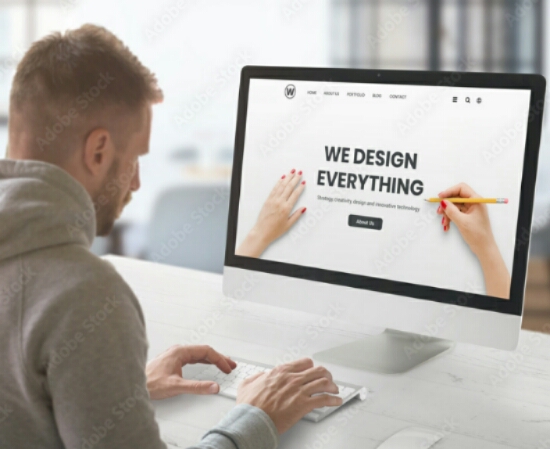 W
HOME ABOUT US PORTFOLIO BLOG CONTACT
WE DESIGN
EVERYTHING
Strategy, creativity, design and innovative technology
About Us
Adobe Stock